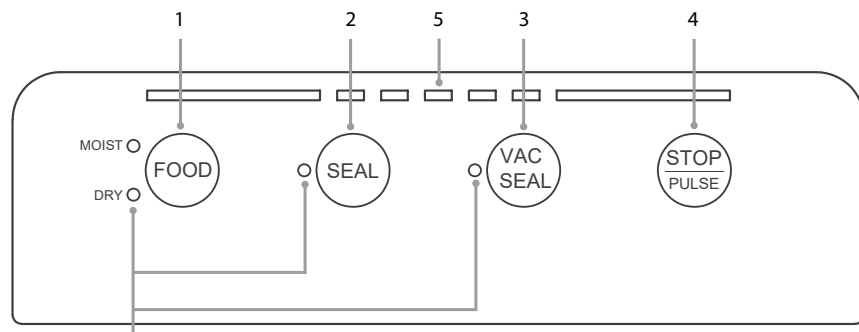 1 2 5 3 4
MOIST
DRY
FOOD
SEAL
VAC
SEAL
STOP
PULSE